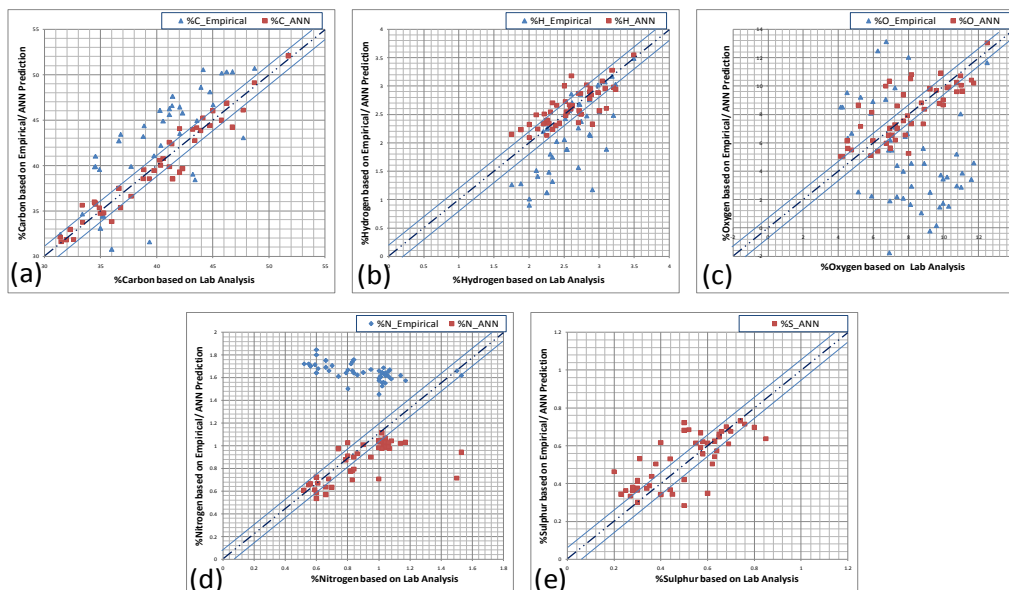 %C_Empirical %C_ANN
55
50
45
40
35
30
30 35 40 45 50 55
%Carbon based on Empirical/ ANN Prediction
%Carbon based on Lab Analysis
(a)
%H_Empirical %H_ANN
4
3.5
3
2.5
2
1.5
1
0.5
0
0 0.5 1 1.5 2 2.5 3 3.5 4
%Hydrogen based on Empirical/ ANN Prediction
%Hydrogen based on Lab Analysis
(b)
%O_Empirical %O_ANN
14
12
10
8
6
4
2
0
-2
-2 0 2 4 6 8 10 12
%Oxygen based on Empirical/ ANN Prediction
%Oxygen based on Lab Analysis
(c)
%N_Empirical %N_ANN
2
1.8
1.6
1.4
1.2
1
0.8
0.6
0.4
0.2
0
0 0.2 0.4 0.6 0.8 1 1.2 1.4 1.6 1.8 2
%Nitrogen based on Empirical/ ANN Prediction
%Nitrogen based on Lab Analysis
(d)
%S_ANN
1.2
1
0.8
0.6
0.4
0.2
0
0 0.2 0.4 0.6 0.8 1 1.2
%Sulphur based on Empirical/ ANN Prediction
%Sulphur based on Lab Analysis
(e)